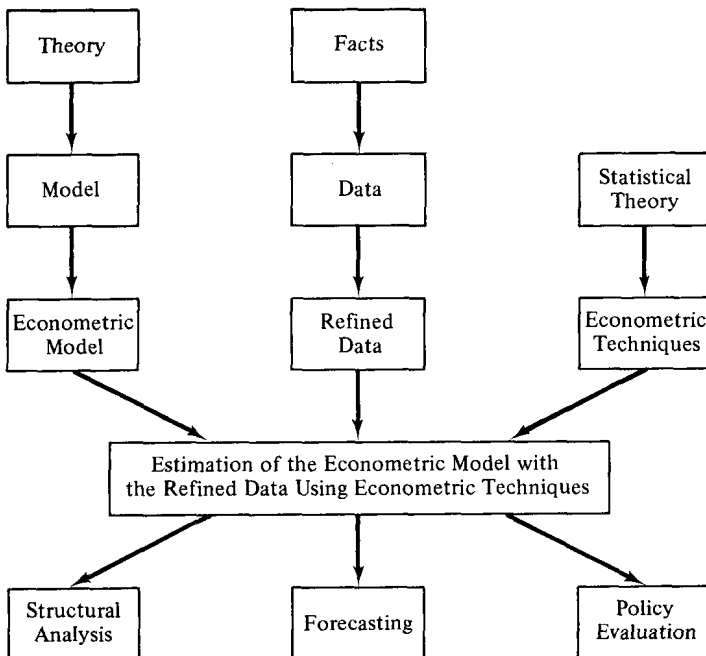 Theory
Facts
Model
Data
Statistical
Theory
Econometric
Model
Refined
Data
Econometric
Techniques
Estimation of the Econometric Model with
the Refined Data Using Econometric Techniques
Structural
Analysis
Forecasting
Policy
Evaluation